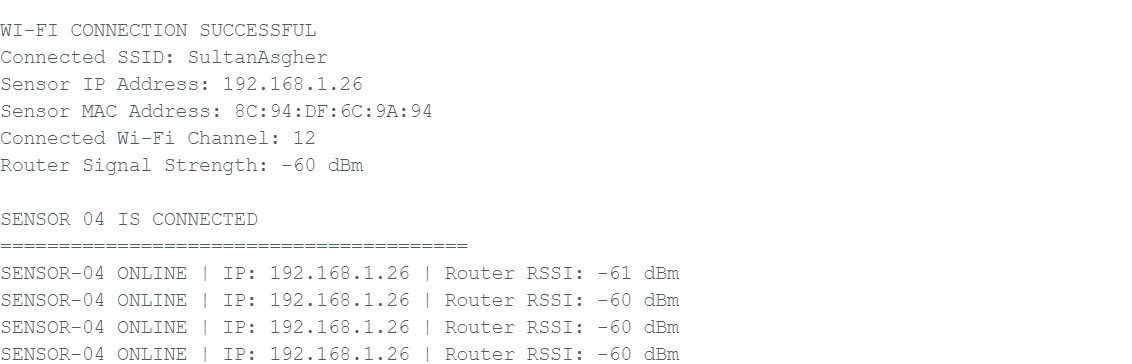 WI-FI CONNECTION SUCCESSFUL
Connected SSID: SultanAsgher
Sensor IP Address: 192.168.1.26
Sensor MAC Address: 8C:94:DF:6C:9A:94
Connected Wi-Fi Channel: 12
Router Signal Strength: -60 dBm
SENSOR 04 IS CONNECTED
========================================
SENSOR-04 ONLINE | IP: 192.168.1.26 | Router RSSI: -61 dBm
SENSOR-04 ONLINE | IP: 192.168.1.26 | Router RSSI: -60 dBm
SENSOR-04 ONLINE | IP: 192.168.1.26 | Router RSSI: -60 dBm
SENSOR-04 ONLINE | IP: 192.168.1.26 | Router RSSI: -60 dBm